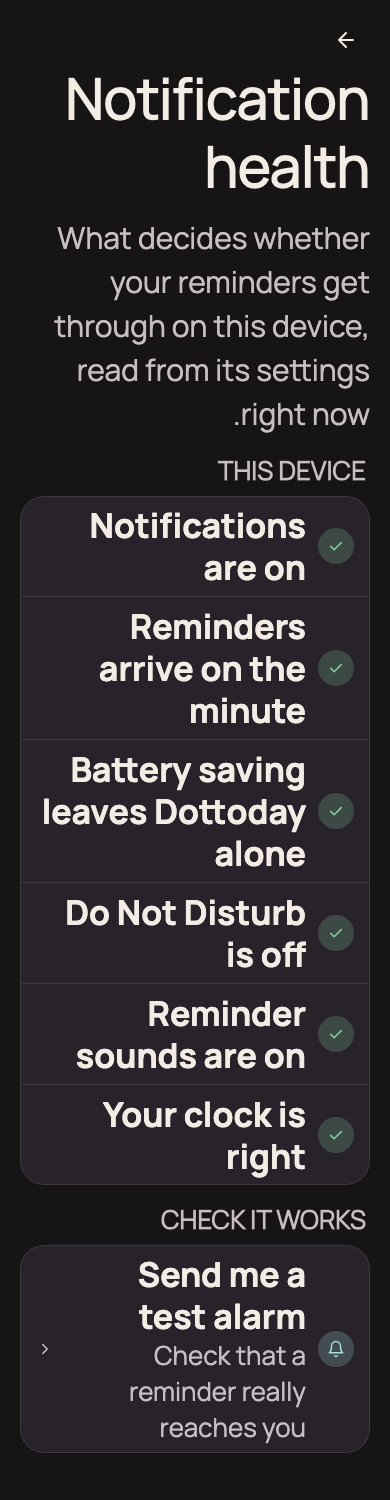 Notification
health
What decides whether
your reminders get
through on this device,
read from its settings
.right now
THIS DEVICE
Notifications
are on
Reminders
arrive on the
minute
Battery saving
leaves Dottoday
alone
Do Not Disturb
is off
Reminder
sounds are on
Your clock is
right
CHECK IT WORKS
Send me a
test alarm
Check that a
reminder really
reaches you